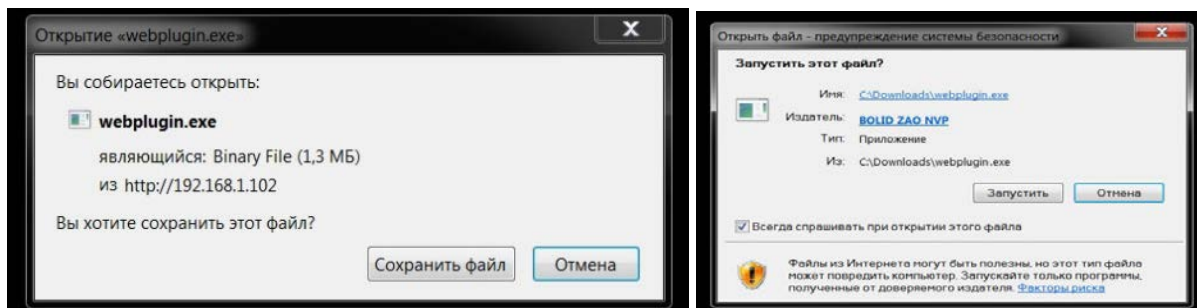 Открытие «webplugin.exe»
Вы собираетесь открыть:
webplugin.exe
являющийся: Binary File (1,3 МБ)
из http://192.168.1.102
Вы хотите сохранить этот файл?
Сохранить файл
Отмена
Открыть файл - предупреждение системы безопасности
Запустить этот файл?
Имя: C:\Downloads\webplugin.exe
Издатель: BOLID ZAO NVP
Тип: Приложение
Из: C:\Downloads\webplugin.exe
Запустить
Отмена
Всегда спрашивать при открытии этого файла
Файлы из Интернета могут быть полезны, но этот тип файла
может повредить компьютер. Запускайте только программы,
полученные от доверяемого издателя. Факторы риска